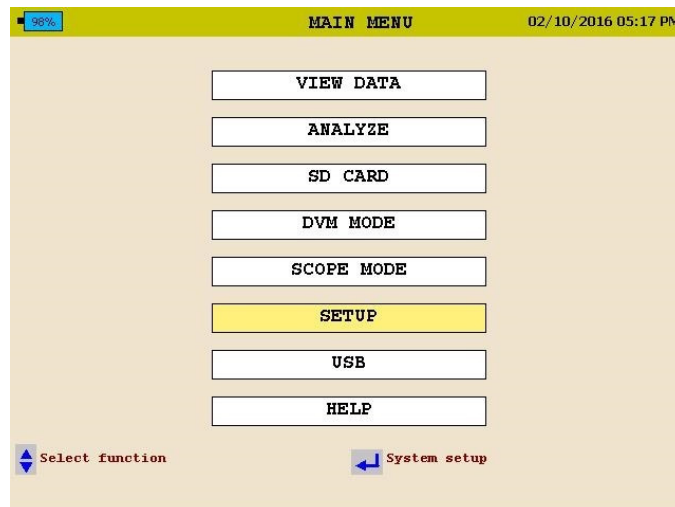 98% MAIN MENU 02/10/2016 05:17 PM
VIEW DATA
ANALYZE
SD CARD
DVM MODE
SCOPE MODE
SETUP
USB
HELP
Select function System setup